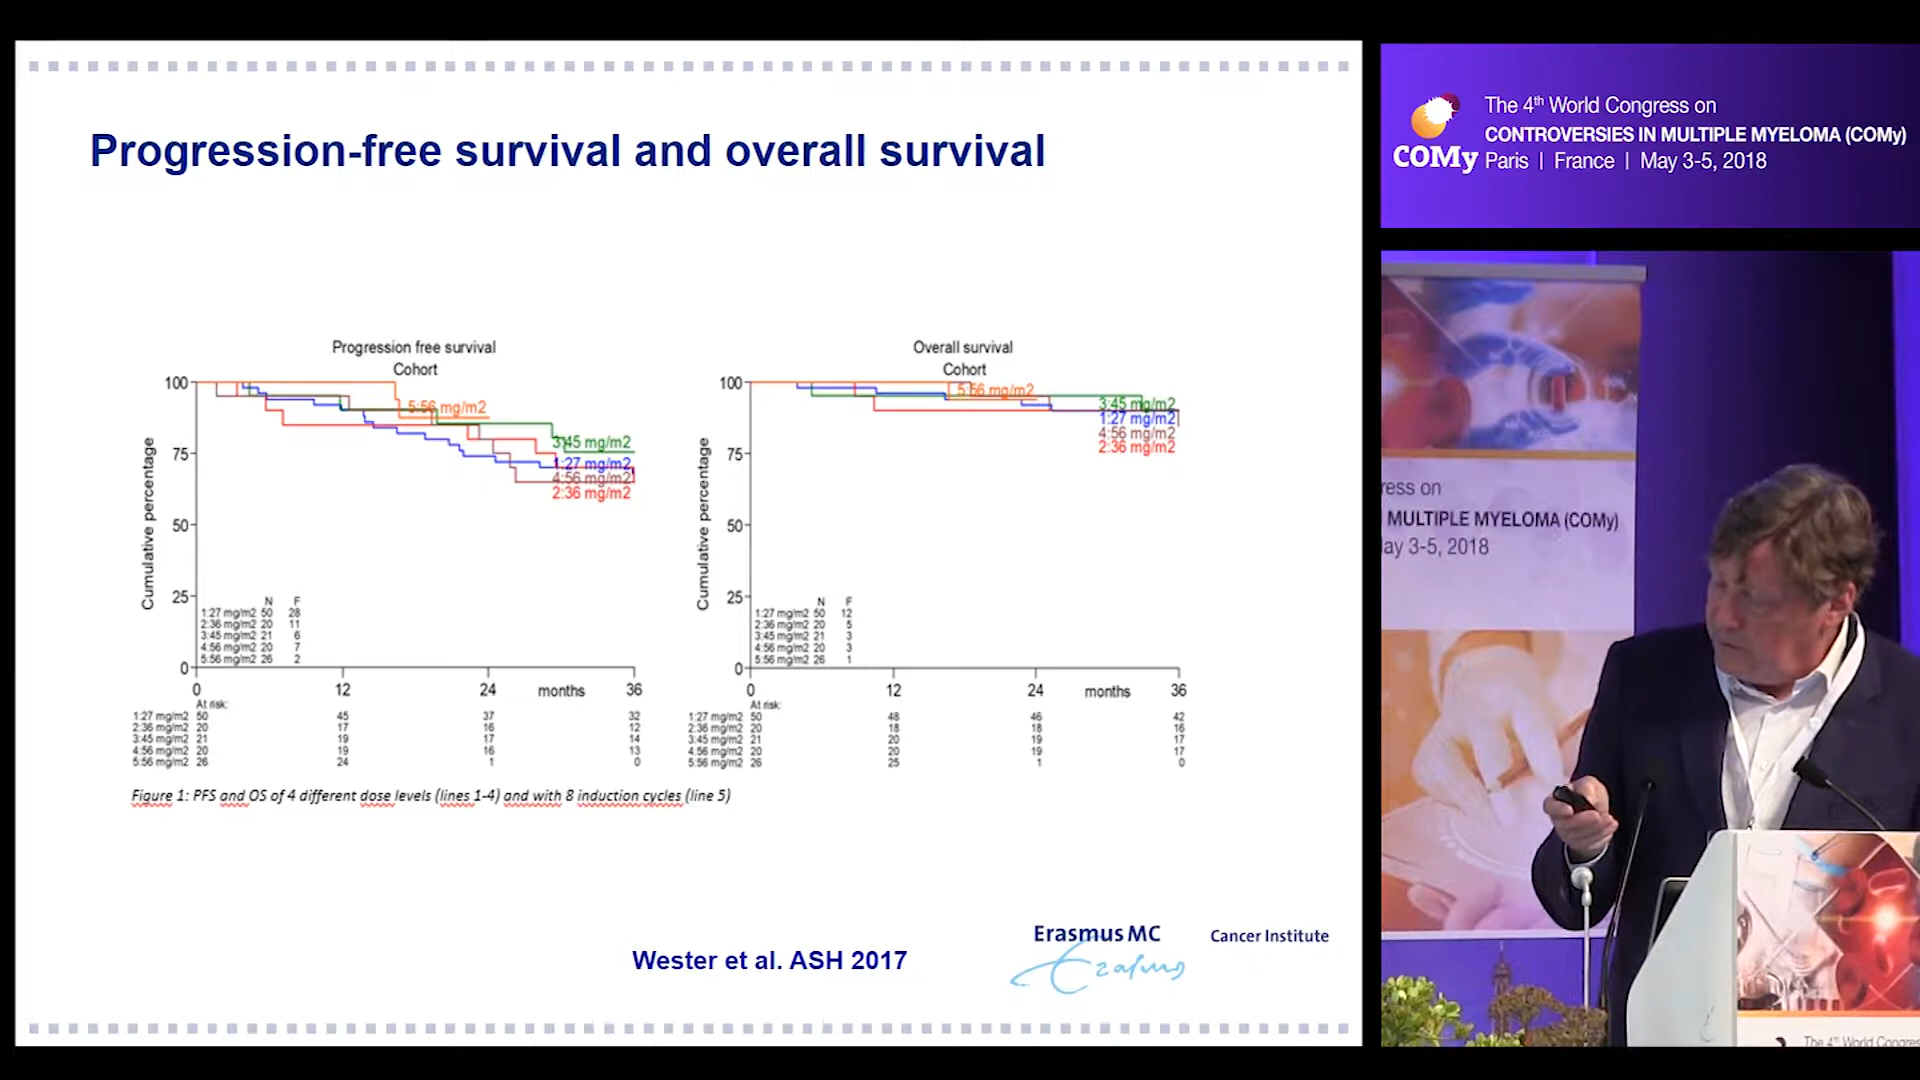 Progression-free survival and overall survival
Progression free survival
Cohort
100
75
50
25
0
Cumulative percentage
5:56 mg/m2
3:45 mg/m2
1:27 mg/m2
4:56 mg/m2
2:36 mg/m2
N F
1:27 mg/m2 50 28
2:36 mg/m2 20 11
3:45 mg/m2 21 6
4:56 mg/m2 20 7
5:56 mg/m2 26 2
0 12 24 months 36
At risk:
1:27 mg/m2 50 45 37 32
2:36 mg/m2 20 17 16 12
3:45 mg/m2 21 19 17 14
4:56 mg/m2 20 19 16 13
5:56 mg/m2 26 24 1 0
Overall survival
Cohort
100
75
50
25
0
Cumulative percentage
5:56 mg/m2
3:45 mg/m2
1:27 mg/m2
4:56 mg/m2
2:36 mg/m2
N F
1:27 mg/m2 50 12
2:36 mg/m2 20 5
3:45 mg/m2 21 3
4:56 mg/m2 20 3
5:56 mg/m2 26 1
0 12 24 months 36
At risk:
1:27 mg/m2 50 48 46 42
2:36 mg/m2 20 18 18 16
3:45 mg/m2 21 20 19 17
4:56 mg/m2 20 20 19 17
5:56 mg/m2 26 25 1 0
Figure 1: PFS and OS of 4 different dose levels (lines 1-4) and with 8 induction cycles (line 5)
Wester et al. ASH 2017
Erasmus MC
Cancer Institute
Erasmus
COMy
The 4th World Congress on
CONTROVERSIES IN MULTIPLE MYELOMA (COMy)
Paris | France | May 3-5, 2018
ress on
MULTIPLE MYELOMA (COMy)
ay 3-5, 2018
The 4th World Congress